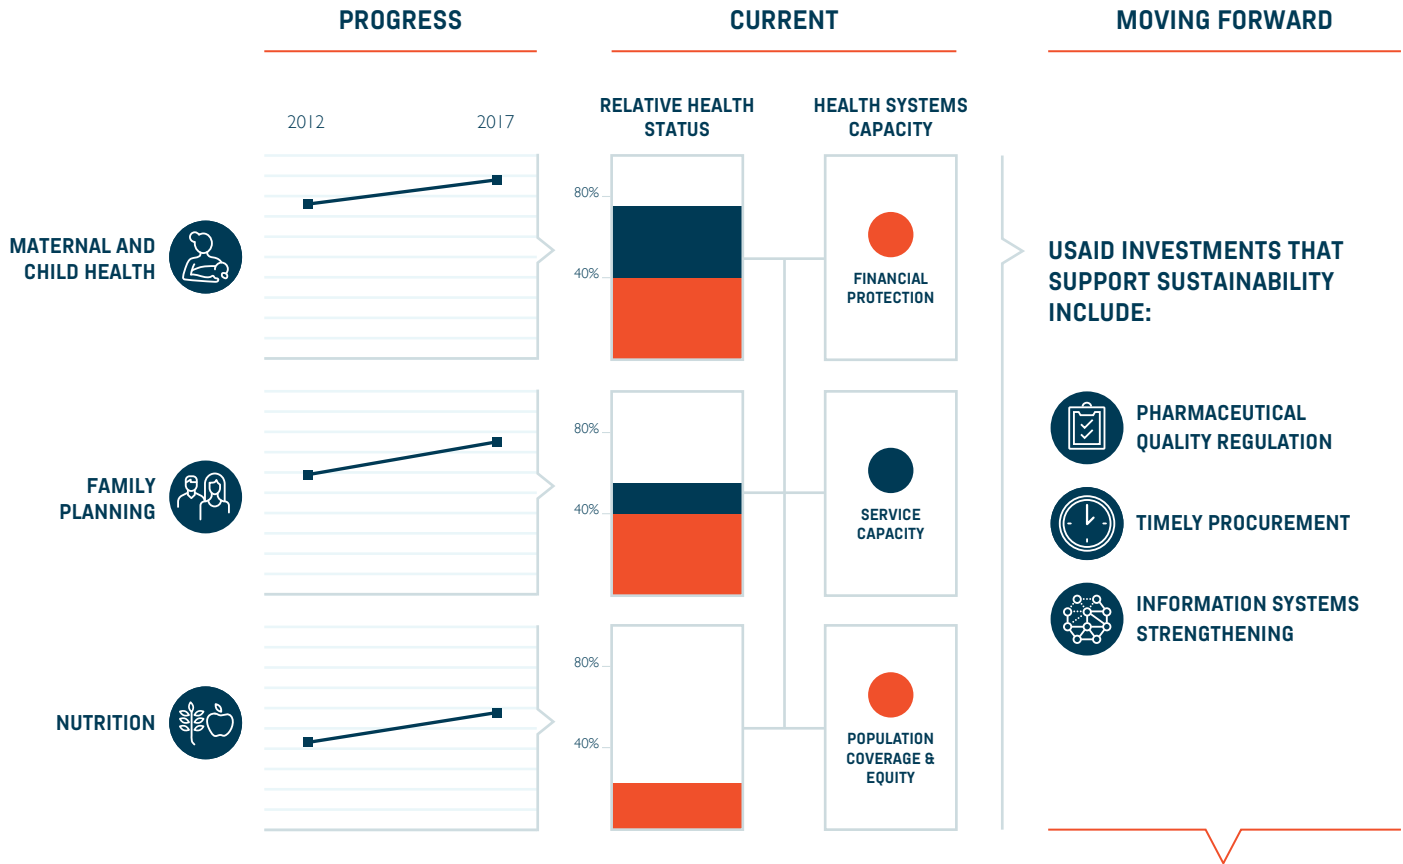 PROGRESS
CURRENT
MOVING FORWARD
2012
2017
RELATIVE HEALTH
STATUS
HEALTH SYSTEMS
CAPACITY
MATERNAL AND
CHILD HEALTH
80%
40%
FINANCIAL
PROTECTION
FAMILY
PLANNING
80%
40%
SERVICE
CAPACITY
NUTRITION
80%
40%
POPULATION
COVERAGE &
EQUITY
USAID INVESTMENTS THAT
SUPPORT SUSTAINABILITY
INCLUDE:
PHARMACEUTICAL
QUALITY REGULATION
TIMELY PROCUREMENT
INFORMATION SYSTEMS
STRENGTHENING